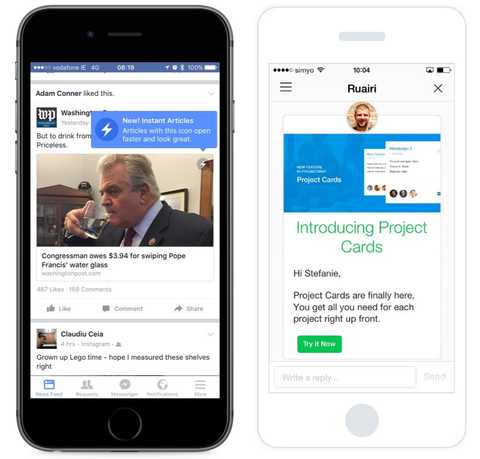 vodafone IE 4G 08:19 100%
Adam Conner liked this.
Washing
Yesterday
New! Instant Articles
Articles with this icon open
faster and look great.
But to drink from
Priceless.
Congressman owes $3.94 for swiping Pope
Francis' water glass
washingtonpost.com
487 Likes · 169 Comments
Like Comment Share
Claudiu Ceia
4 hrs · Instagram ·
Grown up Lego time - hope I measured these shelves
right
News Feed Requests Messenger Notifications More
simyo 10:04
Ruairi
Project Cards
Introducing Project
Cards
Hi Stefanie,
Project Cards are finally here.
You get all you need for each
project right up front.
Try it Now
Write a reply... Send